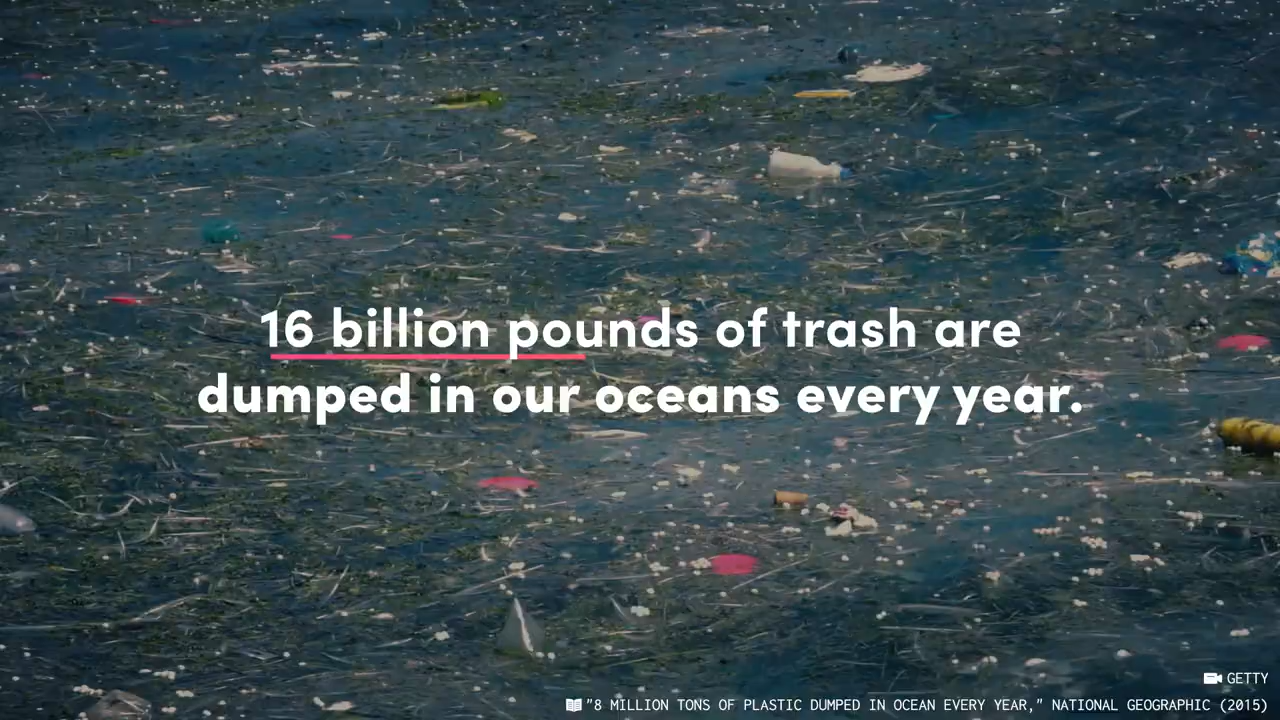 16 billion pounds of trash are
dumped in our oceans every year.
GETTY
"8 MILLION TONS OF PLASTIC DUMPED IN OCEAN EVERY YEAR," NATIONAL GEOGRAPHIC (2015)